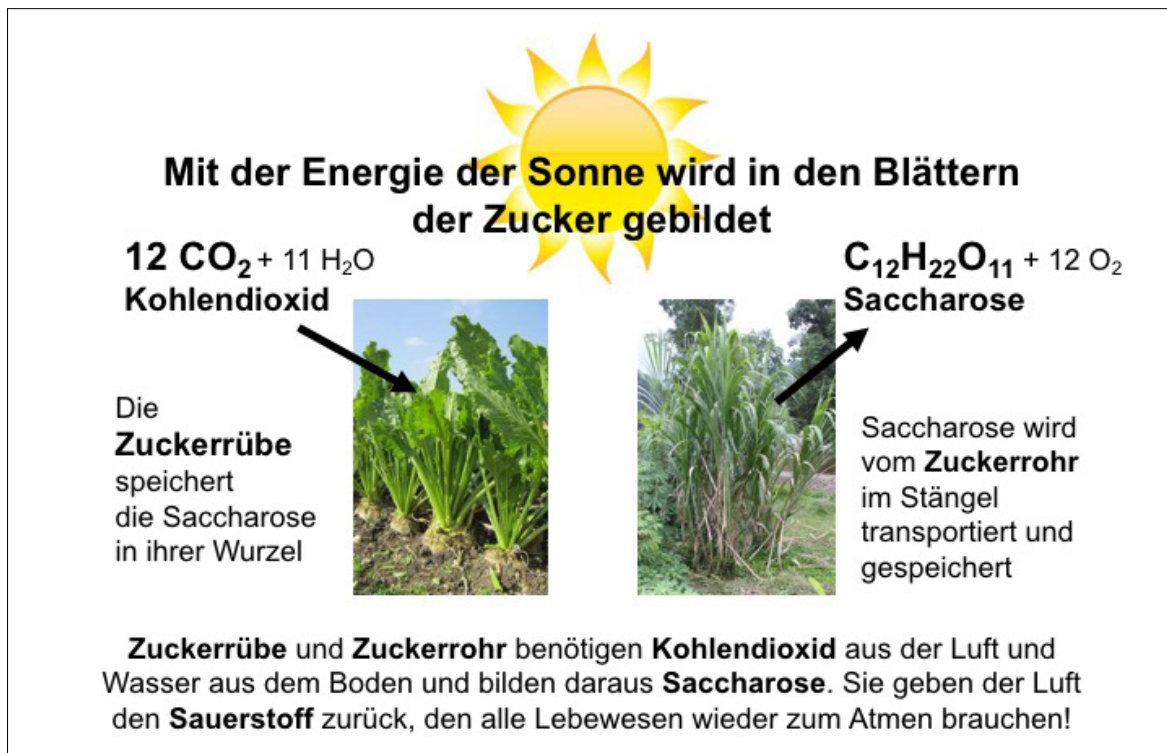 Mit der Energie der Sonne wird in den Blättern
der Zucker gebildet
12 CO₂ + 11 H₂O
Kohlendioxid
C₁₂H₂₂O₁₁ + 12 O₂
Saccharose
Die
Zuckerrübe
speichert
die Saccharose
in ihrer Wurzel
Saccharose wird
vom Zuckerrohr
im Stängel
transportiert und
gespeichert
Zuckerrübe und Zuckerrohr benötigen Kohlendioxid aus der Luft und
Wasser aus dem Boden und bilden daraus Saccharose. Sie geben der Luft
den Sauerstoff zurück, den alle Lebewesen wieder zum Atmen brauchen!